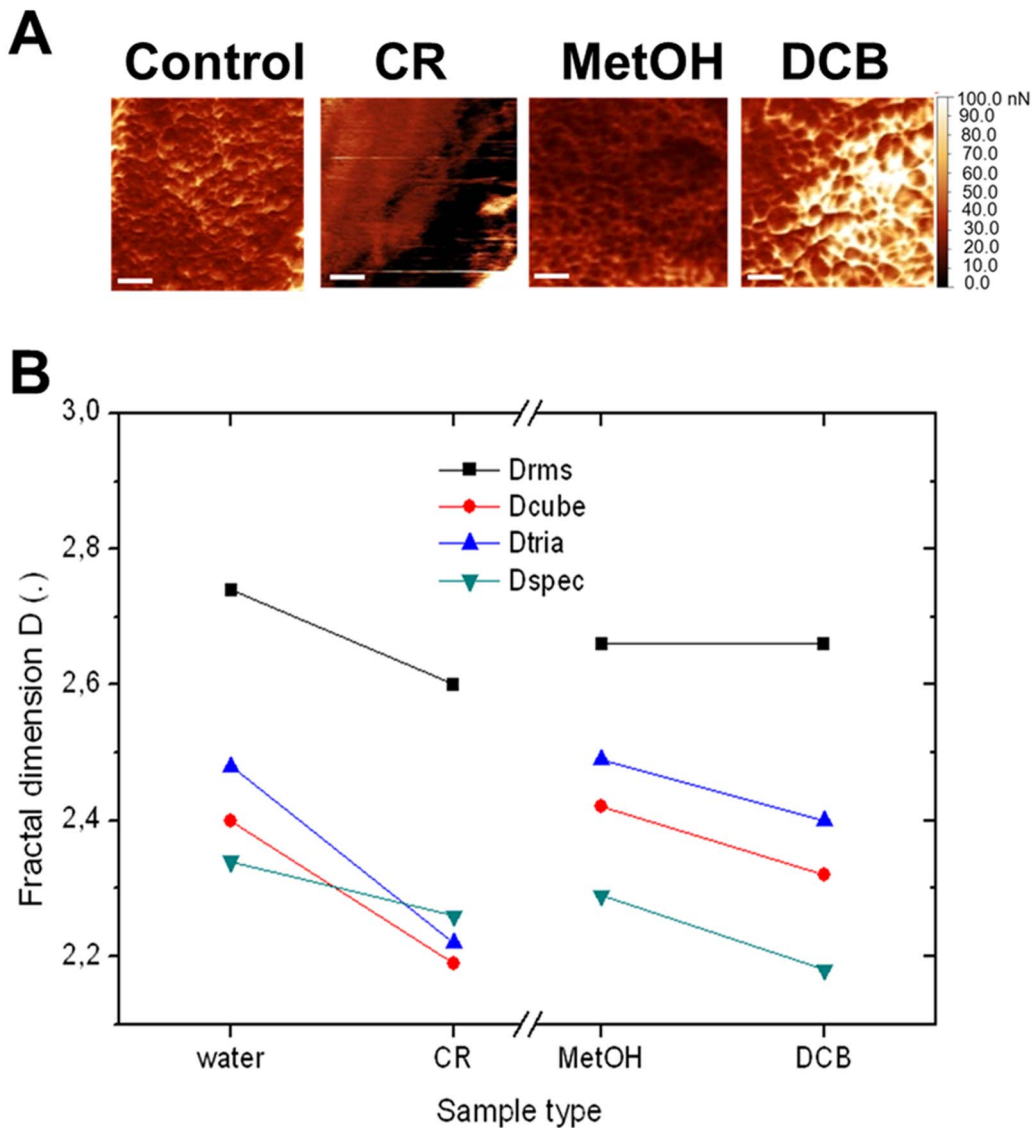 A
Control CR MetOH DCB
100.0 nN
90.0
80.0
70.0
60.0
50.0
40.0
30.0
20.0
10.0
0.0
B
3,0
2,8
2,6
2,4
2,2
Fractal dimension D (.)
Drms
Dcube
Dtria
Dspec
water CR MetOH DCB
Sample type